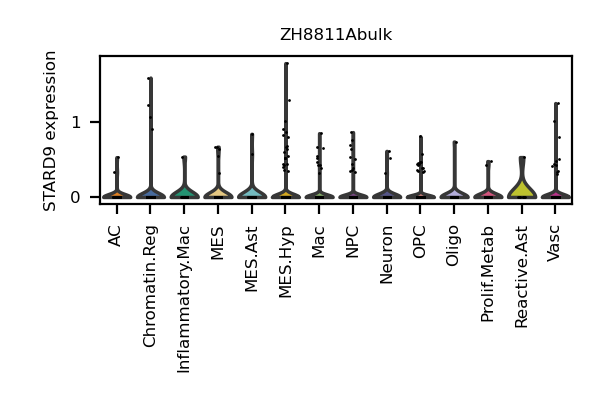 ZH8811Abulk
STARD9 expression
1
0
AC
Chromatin.Reg
Inflammatory.Mac
MES
MES.Ast
MES.Hyp
Mac
NPC
Neuron
OPC
Oligo
Prolif.Metab
Reactive.Ast
Vasc